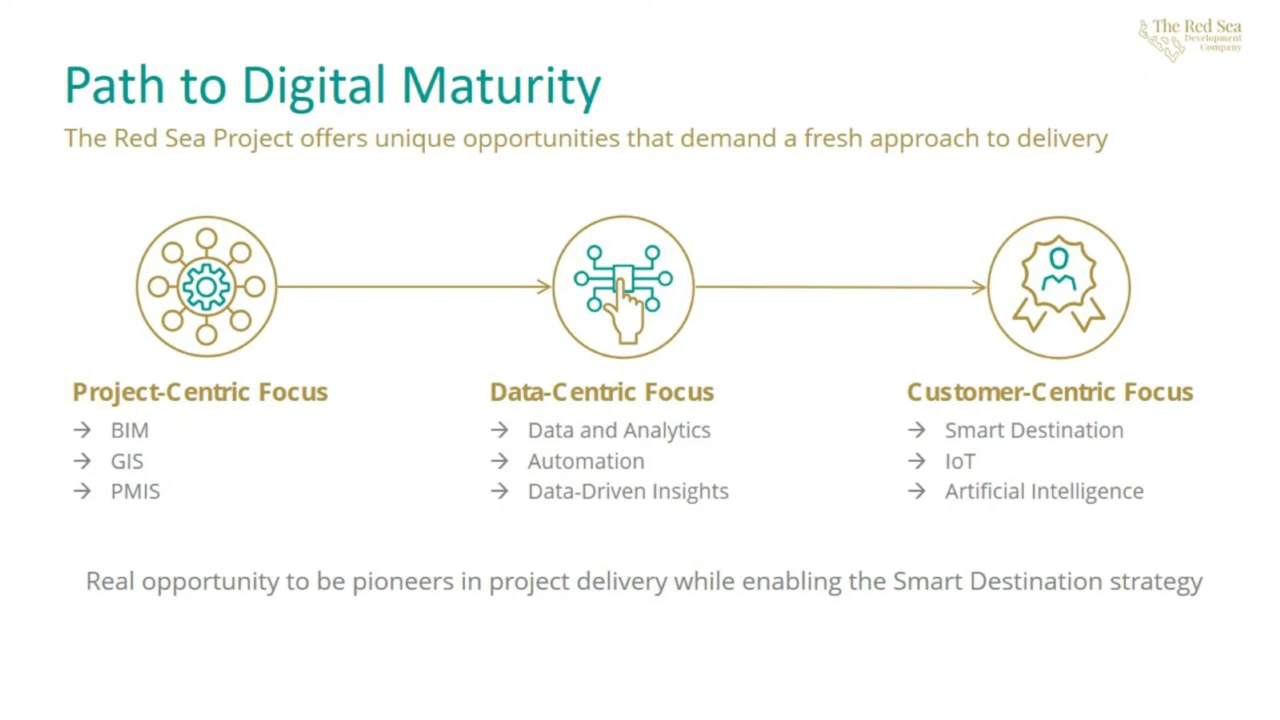 The Red Sea
Development
Company
Path to Digital Maturity
The Red Sea Project offers unique opportunities that demand a fresh approach to delivery
Project-Centric Focus
→ BIM
→ GIS
→ PMIS
Data-Centric Focus
→ Data and Analytics
→ Automation
→ Data-Driven Insights
Customer-Centric Focus
→ Smart Destination
→ IoT
→ Artificial Intelligence
Real opportunity to be pioneers in project delivery while enabling the Smart Destination strategy